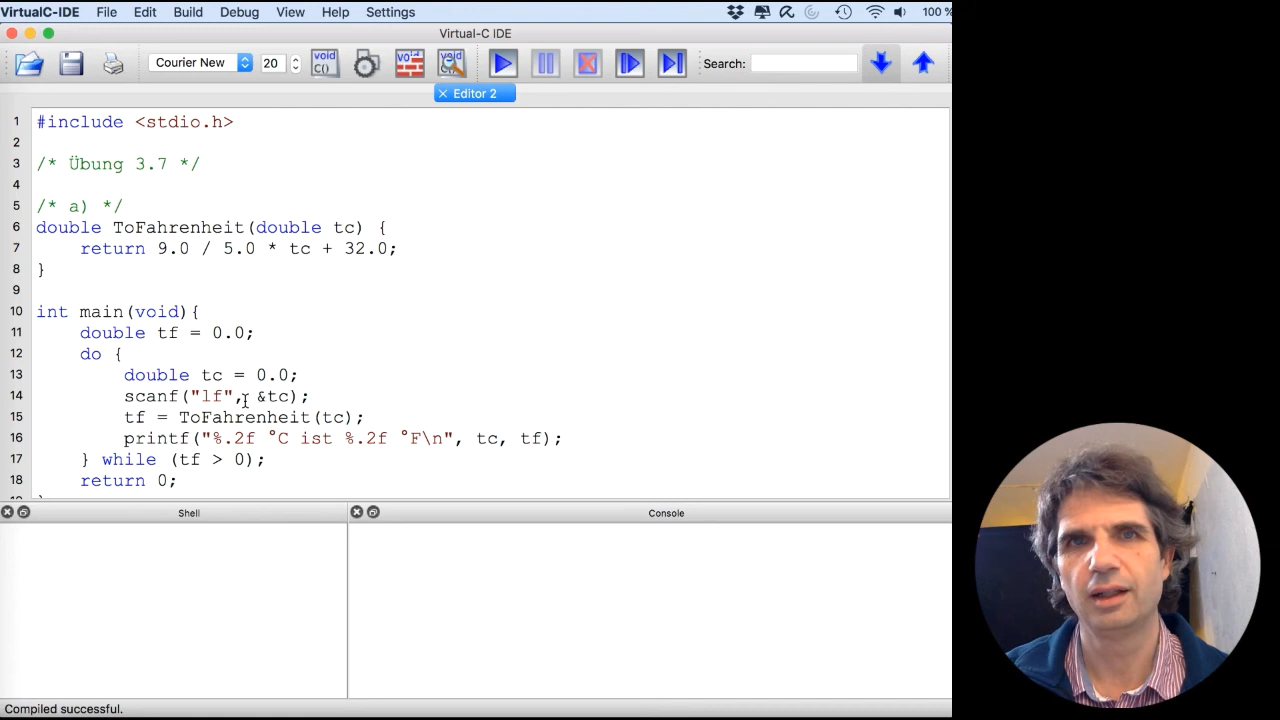 VirtualC-IDE File Edit Build Debug View Help Settings 100 %
Virtual-C IDE
Courier New 20 void C() void C() Search:
× Editor 2
1 #include <stdio.h>
2
3 /* Übung 3.7 */
4
5 /* a) */
6 double ToFahrenheit(double tc) {
7 return 9.0 / 5.0 * tc + 32.0;
8 }
9
10 int main(void){
11 double tf = 0.0;
12 do {
13 double tc = 0.0;
14 scanf("lf", &tc);
15 tf = ToFahrenheit(tc);
16 printf("%.2f °C ist %.2f °F\n", tc, tf);
17 } while (tf > 0);
18 return 0;
Shell Console
Compiled successful.